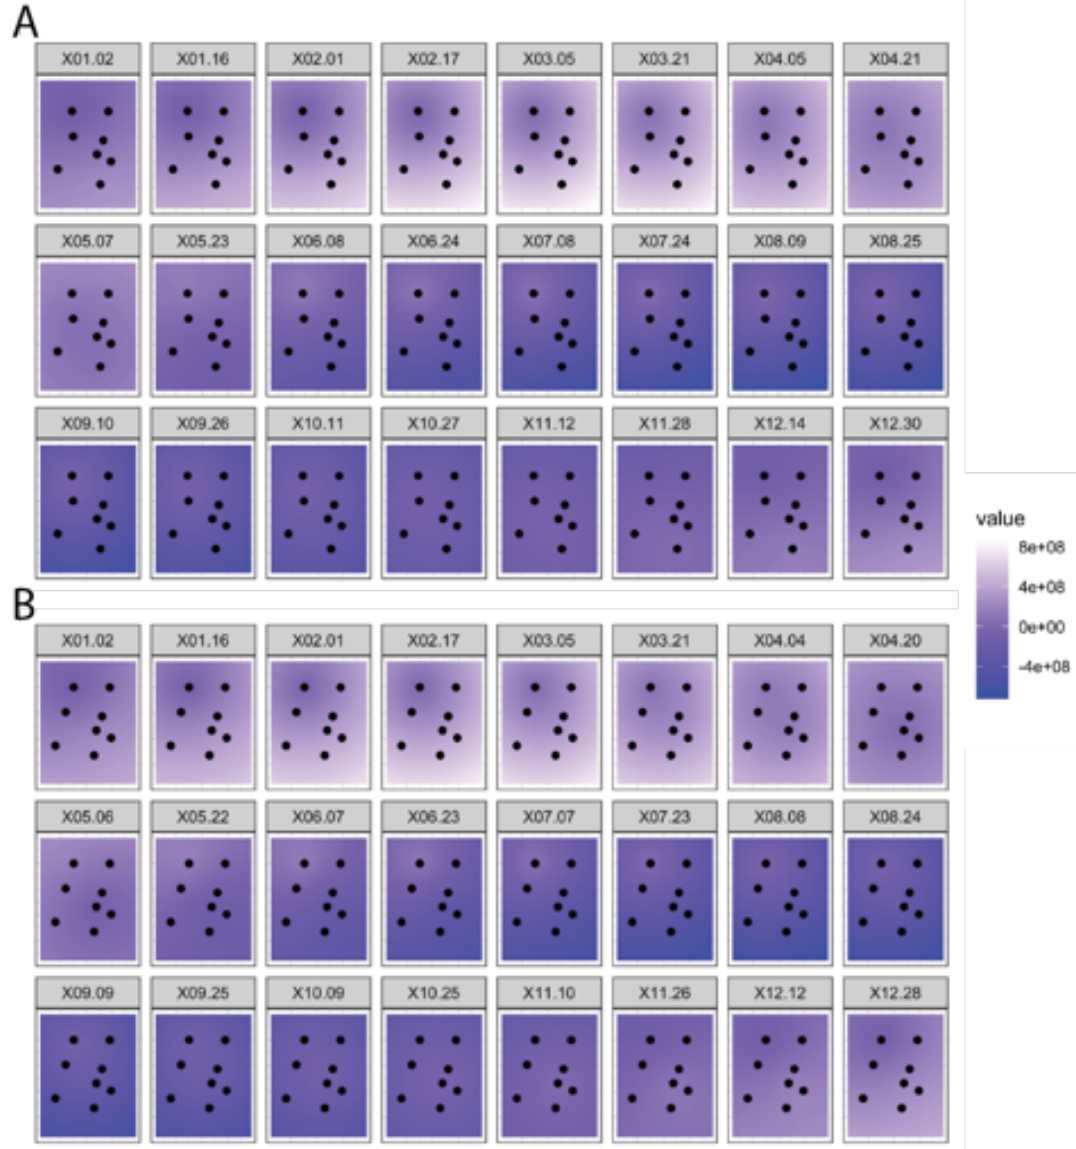 A
X01.02 X01.16 X02.01 X02.17 X03.05 X03.21 X04.05 X04.21
X05.07 X05.23 X06.08 X06.24 X07.08 X07.24 X08.09 X08.25
X09.10 X09.26 X10.11 X10.27 X11.12 X11.28 X12.14 X12.30
value
8e+08
4e+08
0e+00
-4e+08
B
X01.02 X01.16 X02.01 X02.17 X03.05 X03.21 X04.04 X04.20
X05.06 X05.22 X06.07 X06.23 X07.07 X07.23 X08.08 X08.24
X09.09 X09.25 X10.09 X10.25 X11.10 X11.26 X12.12 X12.28